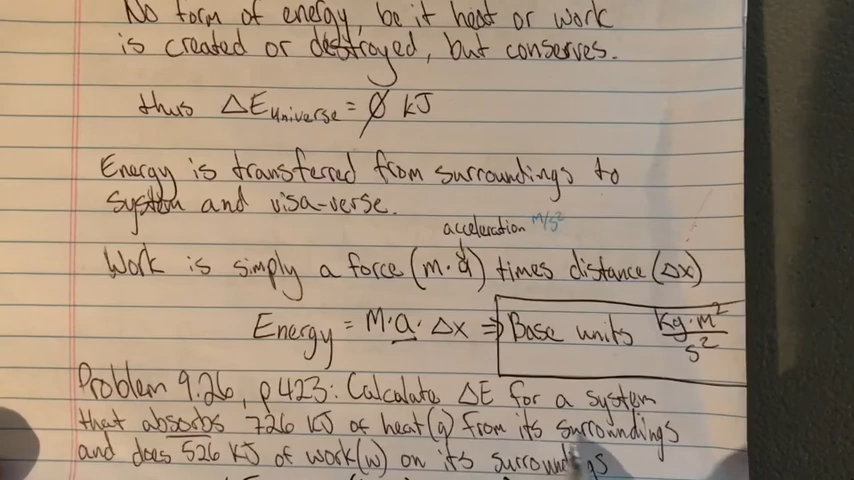 No form of energy, be it heat or work
is created or destroyed, but conserves.
thus ΔEuniverse = 0 kJ
Energy is transferred from surroundings to
system and visa-verse.
acceleration m/s²
Work is simply a force (m·a) times distance (Δx)
Energy = m·a·Δx ⇒ Base units kg·m²/s²
Problem 9.26, p 423: Calculate ΔE for a system
that absorbs 726 KJ of heat(q) from its surroundings
and does 526 KJ of work(w) on its surroundings